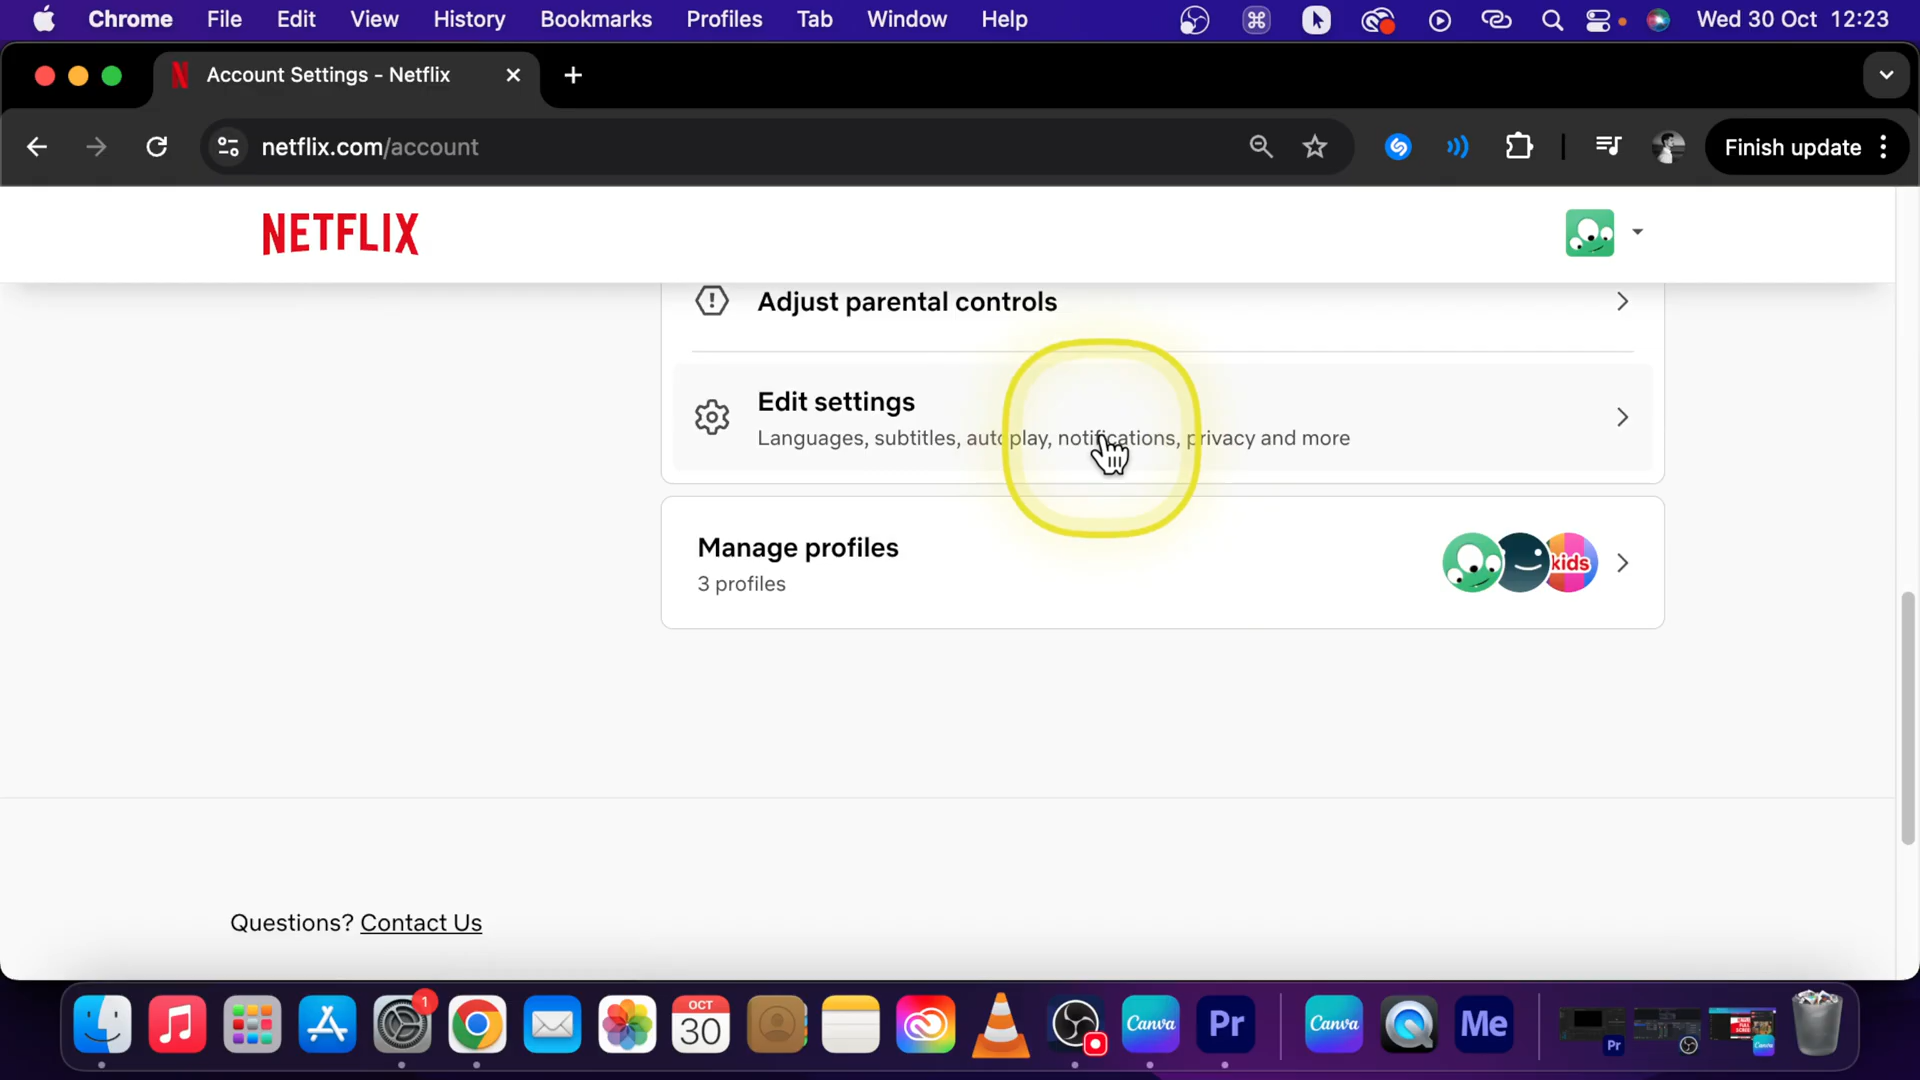 Chrome File Edit View History Bookmarks Profiles Tab Window Help Wed 30 Oct 12:23
Account Settings - Netflix
netflix.com/account Finish update
NETFLIX
Adjust parental controls
Edit settings
Languages, subtitles, autoplay, notifications, privacy and more
Manage profiles
3 profiles
kids
Questions? Contact Us
1
OCT
30
Canva
Pr
Canva
Me
Pr